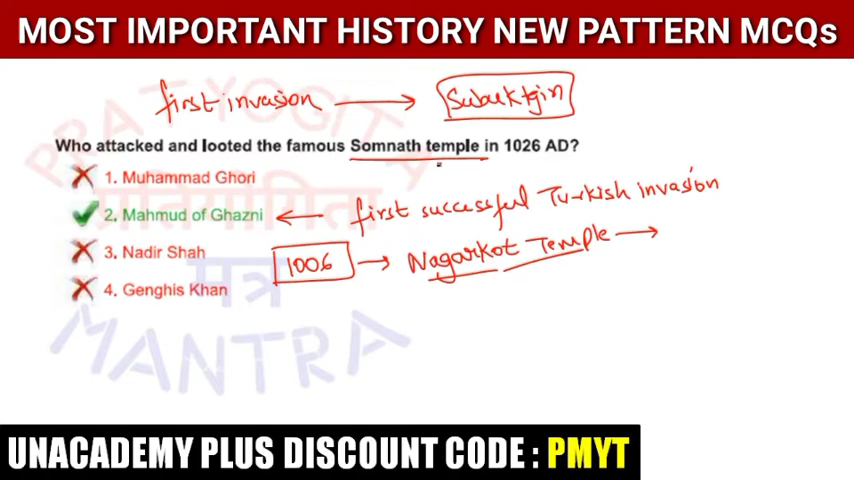 MOST IMPORTANT HISTORY NEW PATTERN MCQs
first invasion → Subuktgin
Who attacked and looted the famous Somnath temple in 1026 AD?
1. Muhammad Ghori
2. Mahmud of Ghazni ← first successful Turkish invasion
3. Nadir Shah
1006 → Nagarkot Temple →
4. Genghis Khan
PRATIYOGITA
प्रतियोगिता
मंत्र
MANTRA
UNACADEMY PLUS DISCOUNT CODE : PMYT